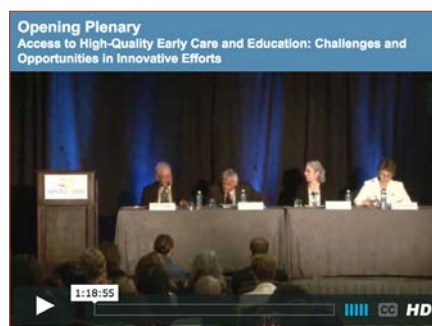 Opening Plenary
Access to High-Quality Early Care and Education: Challenges and
Opportunities in Innovative Efforts
1:18:55
CC HD